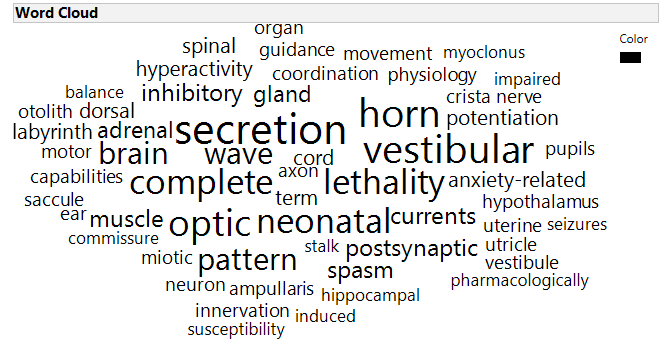 Word Cloud
Color
organ
spinal guidance movement myoclonus
hyperactivity coordination physiology impaired
balance inhibitory gland crista nerve
otolith dorsal horn potentiation
labyrinth adrenal secretion
motor brain wave cord vestibular pupils
capabilities complete axon lethality anxiety-related
saccule term hypothalamus
ear muscle optic neonatal currents uterine seizures
commissure stalk postsynaptic utricle
miotic pattern spasm vestibule
pharmacologically
neuron ampullaris hippocampal
innervation induced
susceptibility